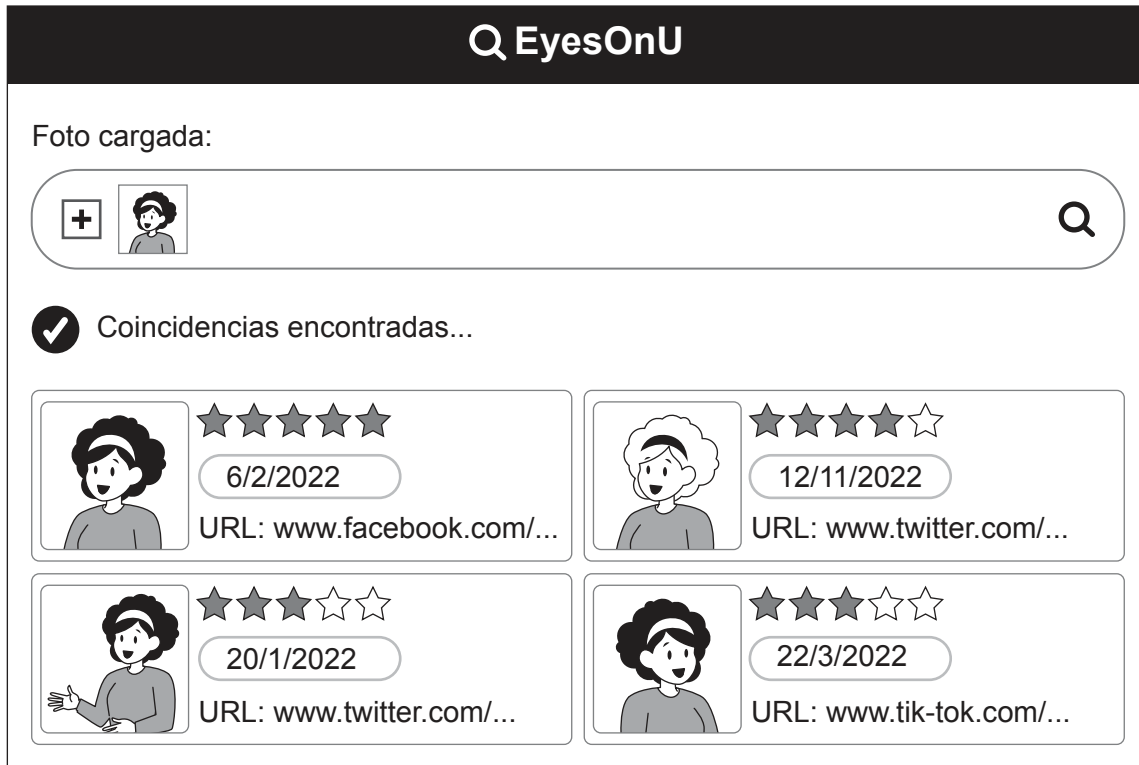 EyesOnU
Foto cargada:
Coincidencias encontradas...
6/2/2022
URL: www.facebook.com/...
12/11/2022
URL: www.twitter.com/...
20/1/2022
URL: www.twitter.com/...
22/3/2022
URL: www.tik-tok.com/...